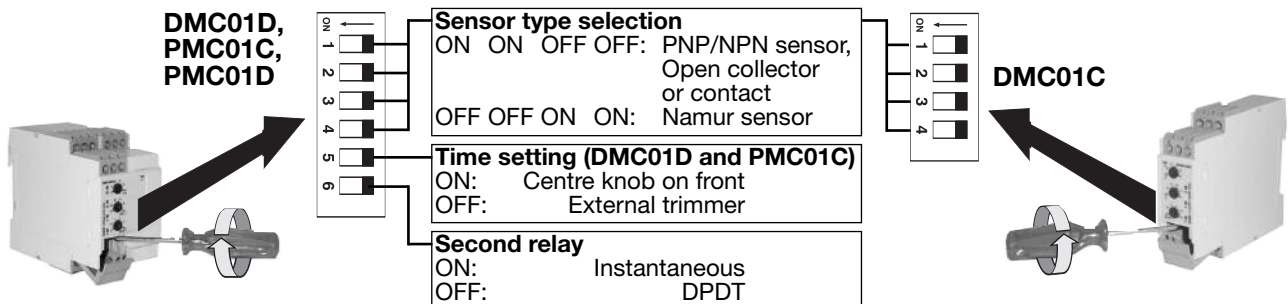 DMC01D,
PMC01C,
PMC01D
ON
1
2
3
4
5
6
Sensor type selection
ON ON OFF OFF: PNP/NPN sensor,
Open collector
or contact
OFF OFF ON ON: Namur sensor
Time setting (DMC01D and PMC01C)
ON: Centre knob on front
OFF: External trimmer
Second relay
ON: Instantaneous
OFF: DPDT
ON
1
2
3
4
DMC01C